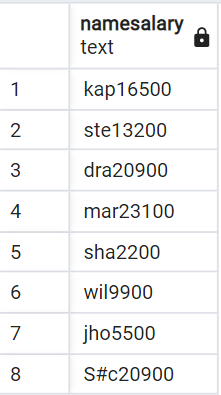 namesalary
text
1 kap16500
2 ste13200
3 dra20900
4 mar23100
5 sha2200
6 wil9900
7 jho5500
8 S#c20900